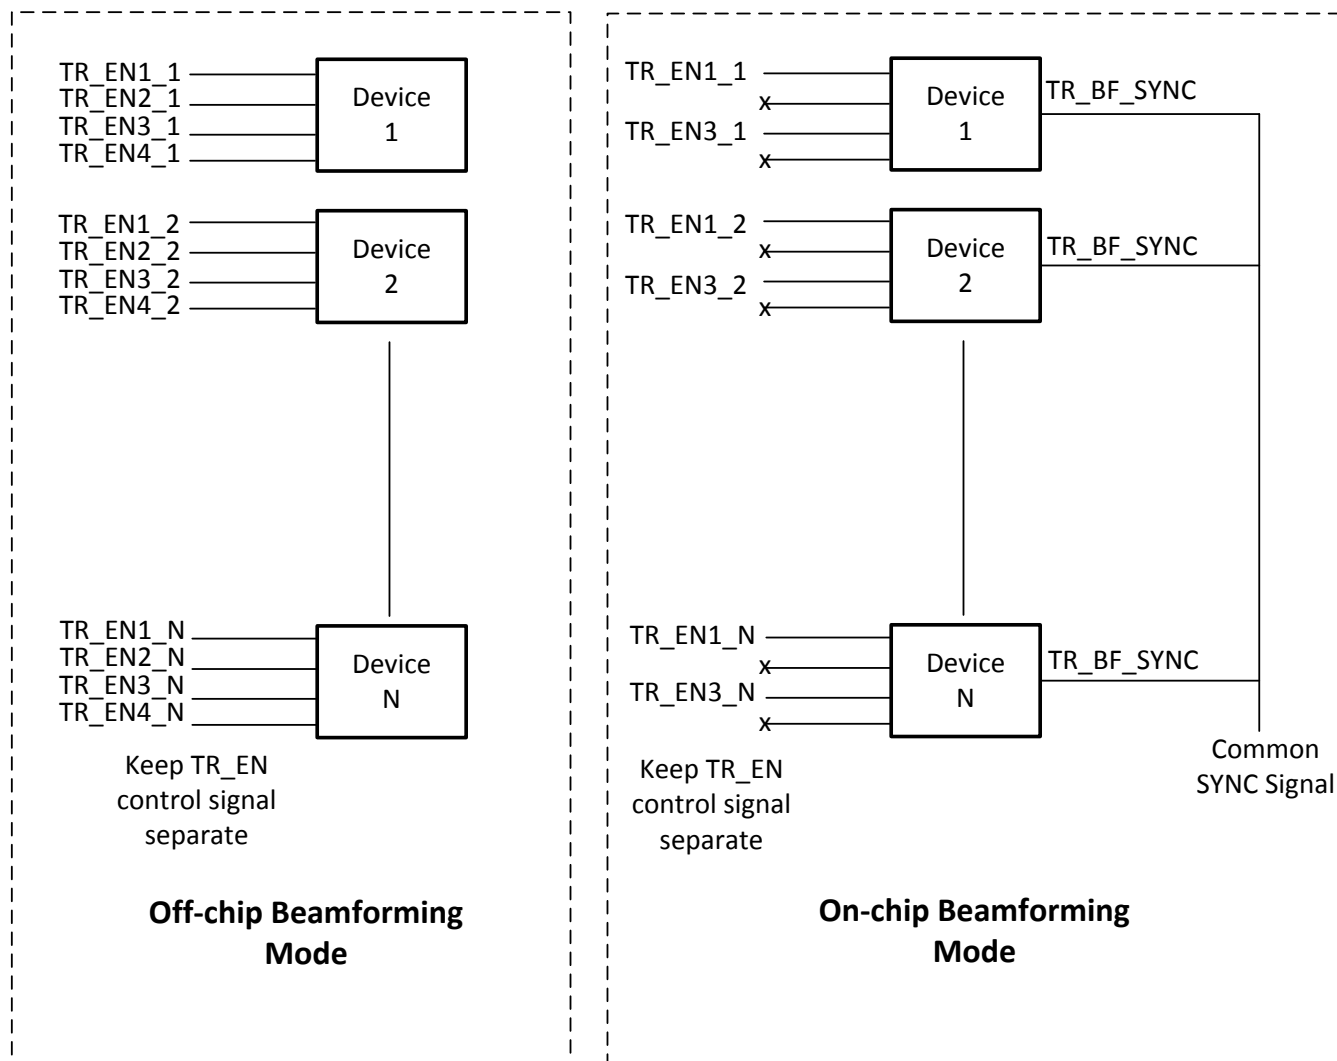 TR_EN1_1
TR_EN2_1
TR_EN3_1
TR_EN4_1
Device
1
TR_EN1_2
TR_EN2_2
TR_EN3_2
TR_EN4_2
Device
2
TR_EN1_N
TR_EN2_N
TR_EN3_N
TR_EN4_N
Device
N
Keep TR_EN
control signal
separate
Off-chip Beamforming
Mode
TR_EN1_1
x
TR_EN3_1
x
Device
1
TR_BF_SYNC
TR_EN1_2
x
TR_EN3_2
x
Device
2
TR_BF_SYNC
TR_EN1_N
x
TR_EN3_N
x
Device
N
TR_BF_SYNC
Common
SYNC Signal
Keep TR_EN
control signal
separate
On-chip Beamforming
Mode